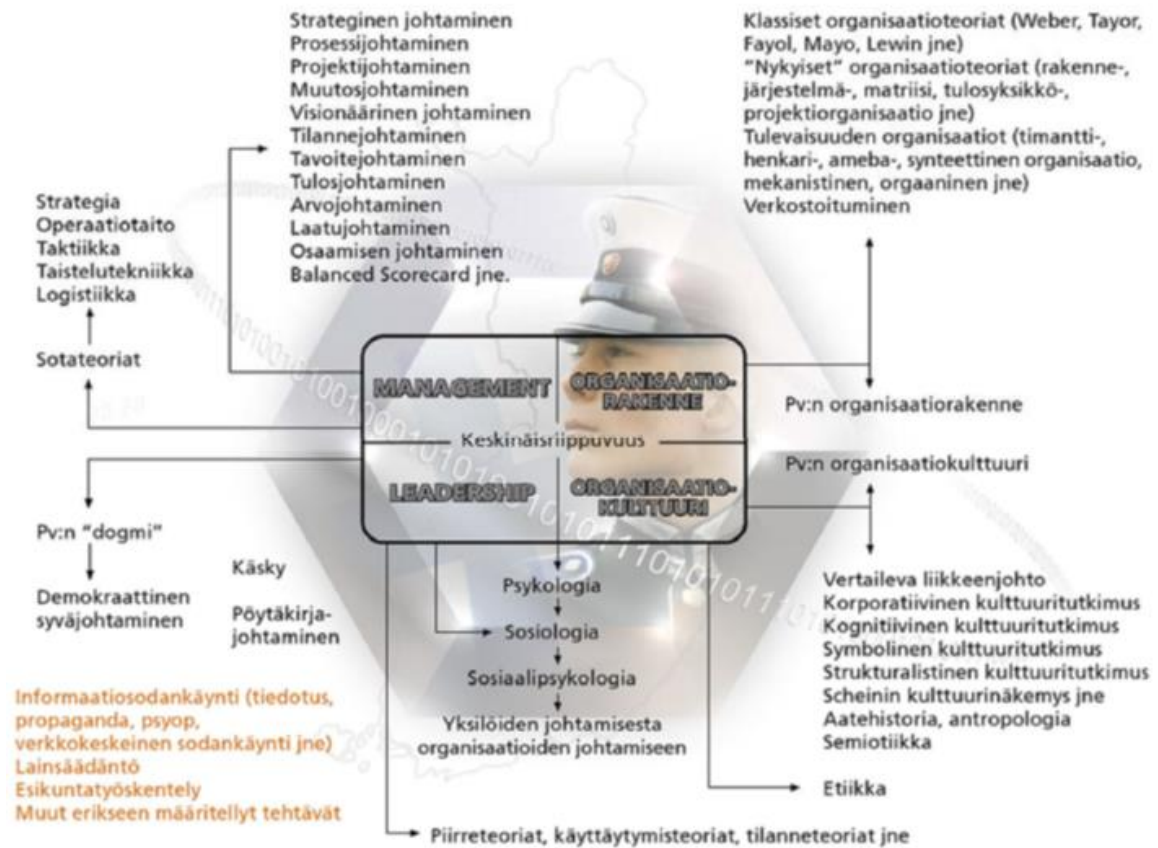 Strateginen johtaminen
Prosessijohtaminen
Projektijohtaminen
Muutosjohtaminen
Visionäärinen johtaminen
Tilannejohtaminen
Tavoitejohtaminen
Tulosjohtaminen
Arvojohtaminen
Laatujohtaminen
Osaamisen johtaminen
Balanced Scorecard jne.
Klassiset organisaatioteoriat (Weber, Tayor,
Fayol, Mayo, Lewin jne)
"Nykyiset" organisaatioteoriat (rakenne-,
järjestelmä-, matriisi, tulosyksikkö-,
projektiorganisaatio jne)
Tulevaisuuden organisaatiot (timantti-,
henkari-, ameba-, synteettinen organisaatio,
mekanistinen, orgaaninen jne)
Verkostoituminen
Strategia
Operaatiotaito
Taktiikka
Taistelutekniikka
Logistiikka
Sotateoriat
MANAGEMENT
ORGANISAATIO-
RAKENNE
Keskinäisriippuvuus
LEADERSHIP
ORGANISAATIO-
KULTTUURI
Pv:n organisaatiorakenne
Pv:n organisaatiokulttuuri
Pv:n "dogmi"
Demokraattinen
syväjohtaminen
Käsky
Pöytäkirja-
johtaminen
Psykologia
Sosiologia
Sosiaalipsykologia
Yksilöiden johtamisesta
organisaatioiden johtamiseen
Vertaileva liikkeenjohto
Korporatiivinen kulttuuritutkimus
Kognitiivinen kulttuuritutkimus
Symbolinen kulttuuritutkimus
Strukturalistinen kulttuuritutkimus
Scheinin kulttuurinäkemys jne
Aatehistoria, antropologia
Semiotiikka
Etiikka
Informaatiosodankäynti (tiedotus,
propaganda, psyop,
verkkokeskeinen sodankäynti jne)
Lainsäädäntö
Esikuntatyöskentely
Muut erikseen määritellyt tehtävät
Piirreteoriat, käyttäytymisteoriat, tilanneteoriat jne